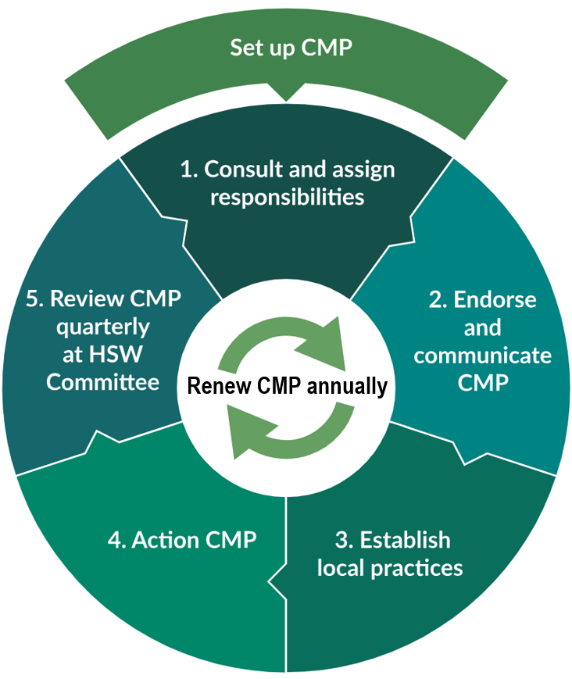 Set up CMP
1. Consult and assign
responsibilities
2. Endorse
and
communicate
CMP
3. Establish
local practices
4. Action CMP
5. Review CMP
quarterly
at HSW
Committee
Renew CMP annually